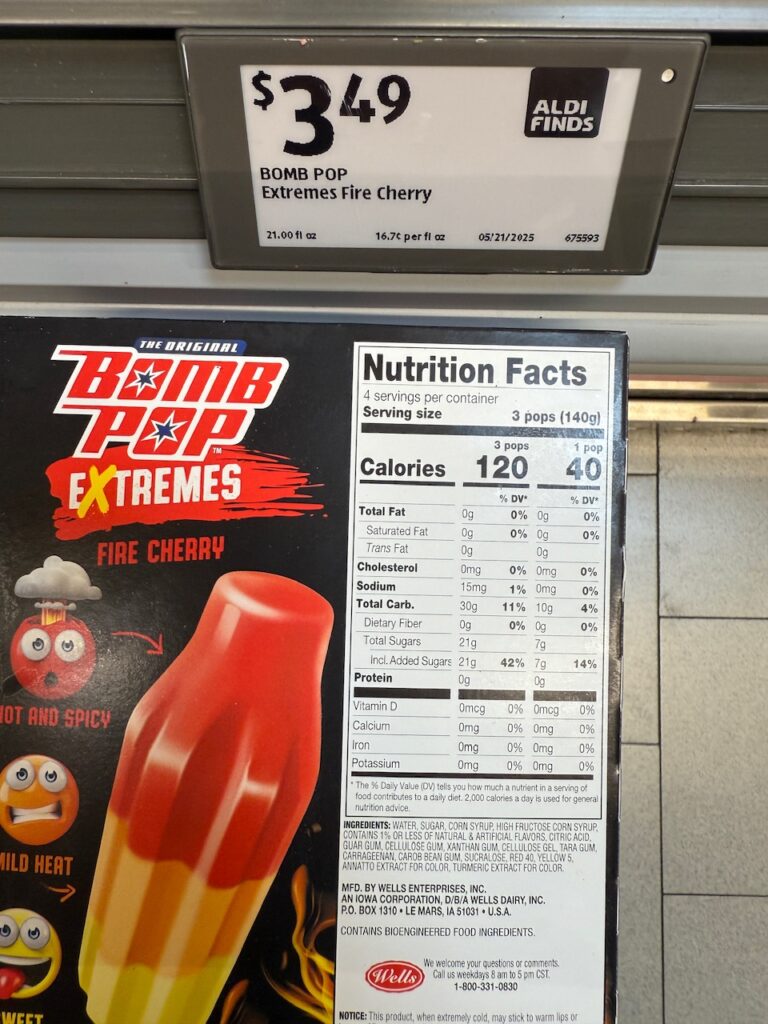 $3 49
ALDI
FINDS
BOMB POP
Extremes Fire Cherry
21.00 fl oz 16.7¢ per fl oz 05/21/2025 675593
THE ORIGINAL
BOMB
POP™
EXTREMES
FIRE CHERRY
HOT AND SPICY
MILD HEAT
SWEET
Nutrition Facts
4 servings per container
Serving size 3 pops (140g)
3 pops 1 pop
Calories 120 40
% DV* % DV*
Total Fat 0g 0% 0g 0%
Saturated Fat 0g 0% 0g 0%
Trans Fat 0g 0g
Cholesterol 0mg 0% 0mg 0%
Sodium 15mg 1% 0mg 0%
Total Carb. 30g 11% 10g 4%
Dietary Fiber 0g 0% 0g 0%
Total Sugars 21g 7g
Incl. Added Sugars 21g 42% 7g 14%
Protein 0g 0g
Vitamin D 0mcg 0% 0mcg 0%
Calcium 0mg 0% 0mg 0%
Iron 0mg 0% 0mg 0%
Potassium 0mg 0% 0mg 0%
* The % Daily Value (DV) tells you how much a nutrient in a serving of
food contributes to a daily diet. 2,000 calories a day is used for general
nutrition advice.
INGREDIENTS: WATER, SUGAR, CORN SYRUP, HIGH FRUCTOSE CORN SYRUP,
CONTAINS 1% OR LESS OF NATURAL & ARTIFICIAL FLAVORS, CITRIC ACID,
GUAR GUM, CELLULOSE GUM, XANTHAN GUM, CELLULOSE GEL, TARA GUM,
CARRAGEENAN, CAROB BEAN GUM, SUCRALOSE, RED 40, YELLOW 5,
ANNATTO EXTRACT FOR COLOR, TURMERIC EXTRACT FOR COLOR.
MFD. BY WELLS ENTERPRISES, INC.
AN IOWA CORPORATION, D/B/A WELLS DAIRY, INC.
P.O. BOX 1310 • LE MARS, IA 51031 • U.S.A.
CONTAINS BIOENGINEERED FOOD INGREDIENTS.
Wells
We welcome your questions or comments.
Call us weekdays 8 am to 5 pm CST.
1-800-331-0830
NOTICE: This product, when extremely cold, may stick to warm lips or